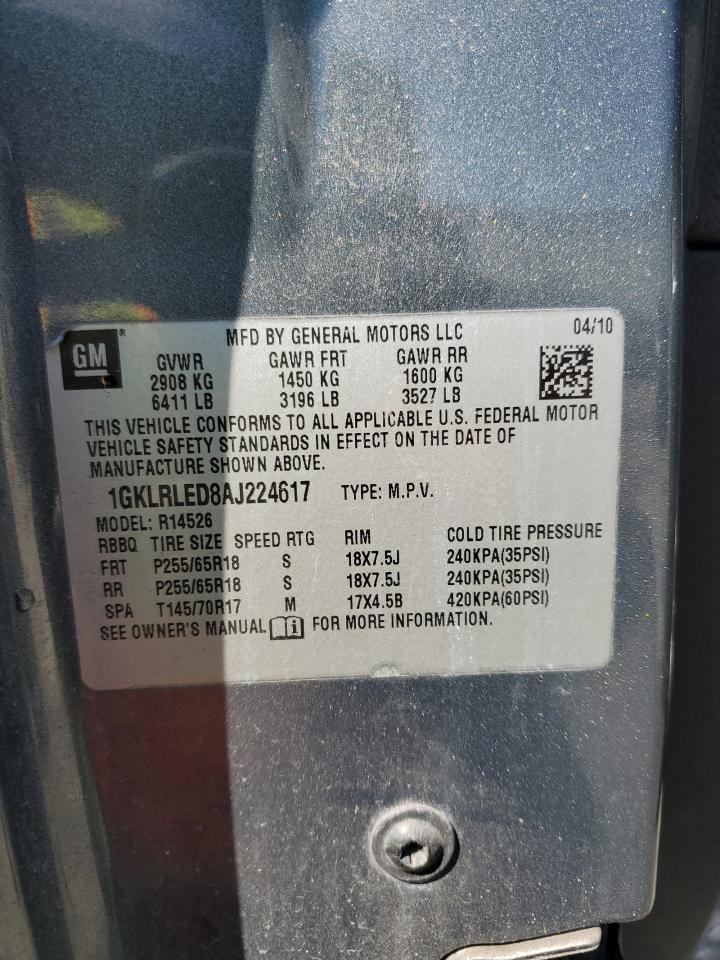 GM ® MFD BY GENERAL MOTORS LLC 04/10
GVWR GAWR FRT GAWR RR
2908 KG 1450 KG 1600 KG
6411 LB 3196 LB 3527 LB
THIS VEHICLE CONFORMS TO ALL APPLICABLE U.S. FEDERAL MOTOR
VEHICLE SAFETY STANDARDS IN EFFECT ON THE DATE OF
MANUFACTURE SHOWN ABOVE.
1GKLRLED8AJ224617 TYPE: M.P.V.
MODEL: R14526
RBBQ TIRE SIZE SPEED RTG RIM COLD TIRE PRESSURE
FRT P255/65R18 S 18X7.5J 240KPA(35PSI)
RR P255/65R18 S 18X7.5J 240KPA(35PSI)
SPA T145/70R17 M 17X4.5B 420KPA(60PSI)
SEE OWNER'S MANUAL i FOR MORE INFORMATION.